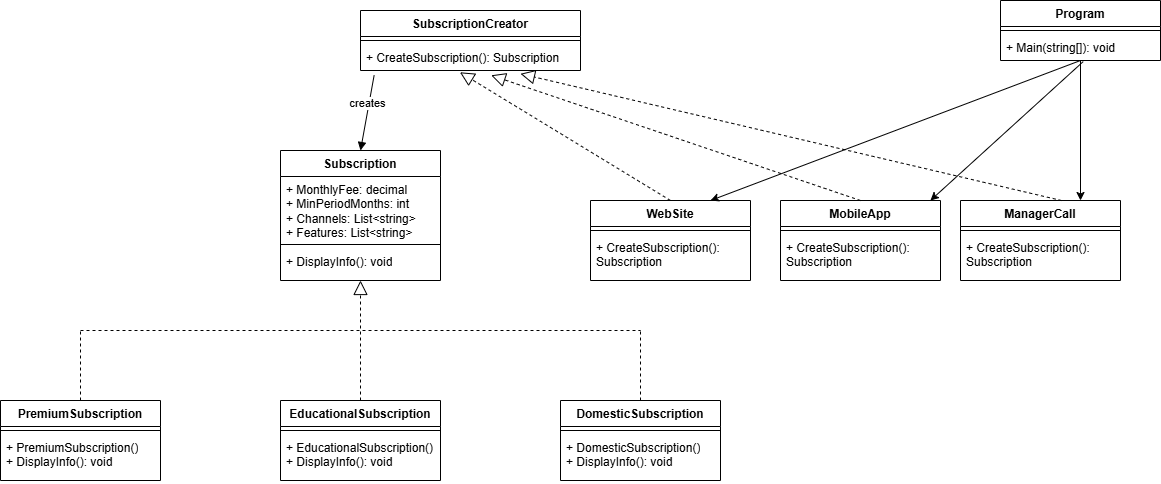 SubscriptionCreator
+ CreateSubscription(): Subscription
Program
+ Main(string[]): void
creates
Subscription
+ MonthlyFee: decimal
+ MinPeriodMonths: int
+ Channels: List<string>
+ Features: List<string>
+ DisplayInfo(): void
WebSite
+ CreateSubscription():
Subscription
MobileApp
+ CreateSubscription():
Subscription
ManagerCall
+ CreateSubscription():
Subscription
PremiumSubscription
+ PremiumSubscription()
+ DisplayInfo(): void
EducationalSubscription
+ EducationalSubscription()
+ DisplayInfo(): void
DomesticSubscription
+ DomesticSubscription()
+ DisplayInfo(): void